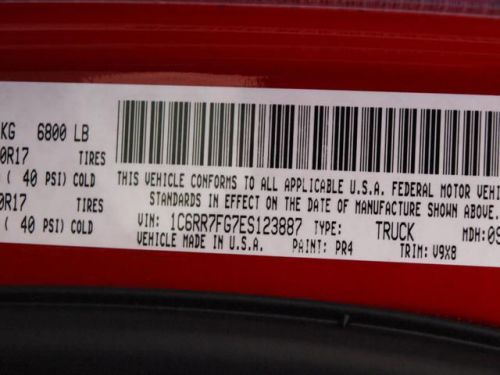 KG 6800 LB
0R17 TIRES
( 40 PSI) COLD
0R17 TIRES
( 40 PSI) COLD
THIS VEHICLE CONFORMS TO ALL APPLICABLE U.S.A. FEDERAL MOTOR VEHI
STANDARDS IN EFFECT ON THE DATE OF MANUFACTURE SHOWN ABOV
VIN: 1C6RR7FG7ES123887 TYPE: TRUCK MDH: 09
VEHICLE MADE IN U.S.A. PAINT: PR4 TRIM: V9X8